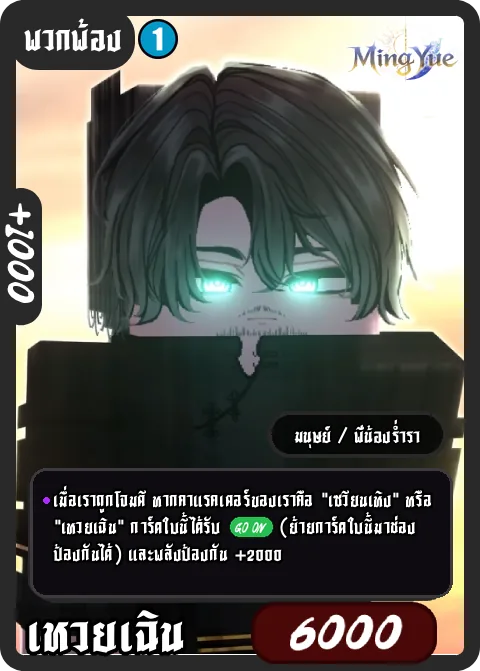 พวกพ้อง 1
MingYue
+1000
มนุษย์ / พี่น้องร่ำรา
เมื่อเราถูกโจมตี หากคาแรคเตอร์ของเราคือ "เซวียนเทิง" หรือ
"เหวยเฉิน" การ์ดใบนี้ได้รับ GO ON (ย้ายการ์ดใบนี้มาช่อง
ป้องกันได้) และพลังป้องกัน +2000
เหวยเฉิน 6000